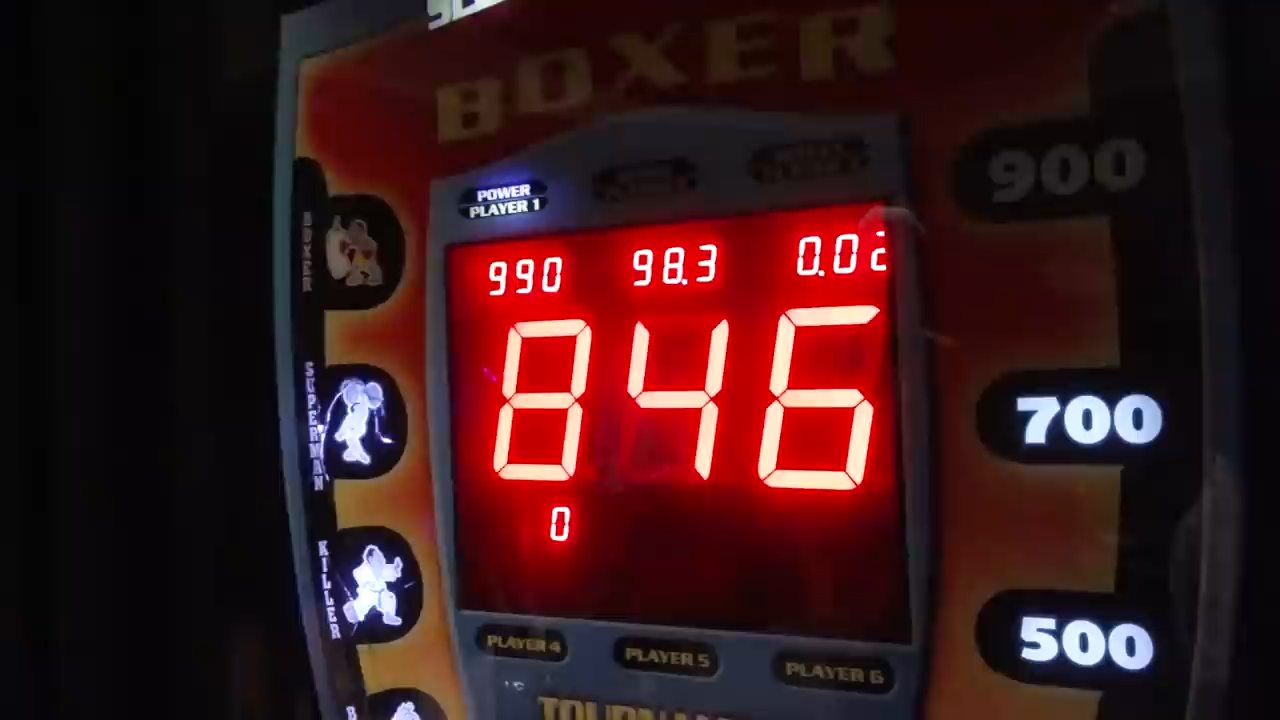 BOXER
900
POWER
PLAYER 1
BOXER
990 98.3 0.02
846
SUPERMAN
700
0
KILLER
500
PLAYER 4 PLAYER 5 PLAYER 6